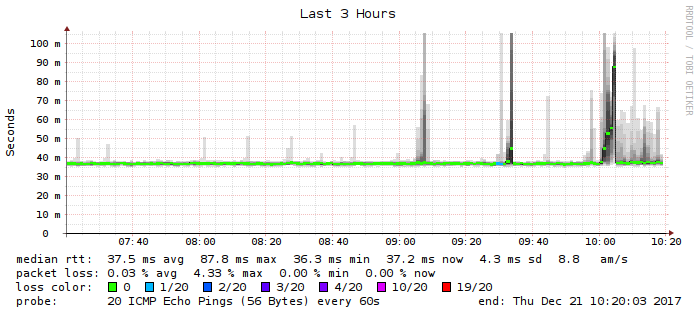 Last 3 Hours
RRDTOOL / TOBI OETIKER
Seconds
100 m
90 m
80 m
70 m
60 m
50 m
40 m
30 m
20 m
10 m
0
07:40 08:00 08:20 08:40 09:00 09:20 09:40 10:00 10:20
median rtt: 37.5 ms avg 87.8 ms max 36.3 ms min 37.2 ms now 4.3 ms sd 8.8 am/s
packet loss: 0.03 % avg 4.33 % max 0.00 % min 0.00 % now
loss color: 0 1/20 2/20 3/20 4/20 10/20 19/20
probe: 20 ICMP Echo Pings (56 Bytes) every 60s end: Thu Dec 21 10:20:03 2017